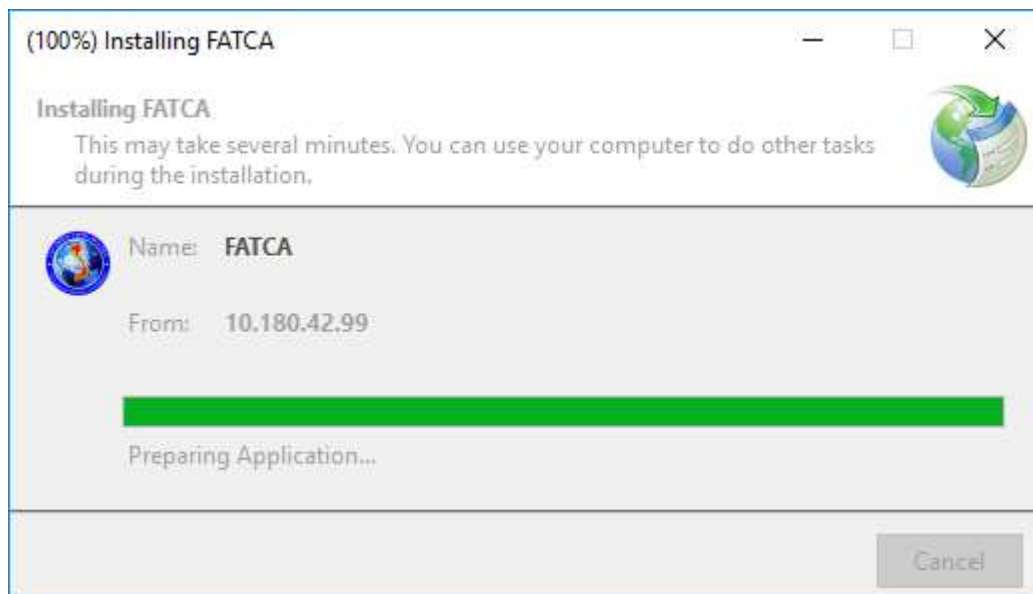 (100%) Installing FATCA
Installing FATCA
This may take several minutes. You can use your computer to do other tasks
during the installation.
Name: FATCA
From: 10.180.42.99
Preparing Application...
Cancel